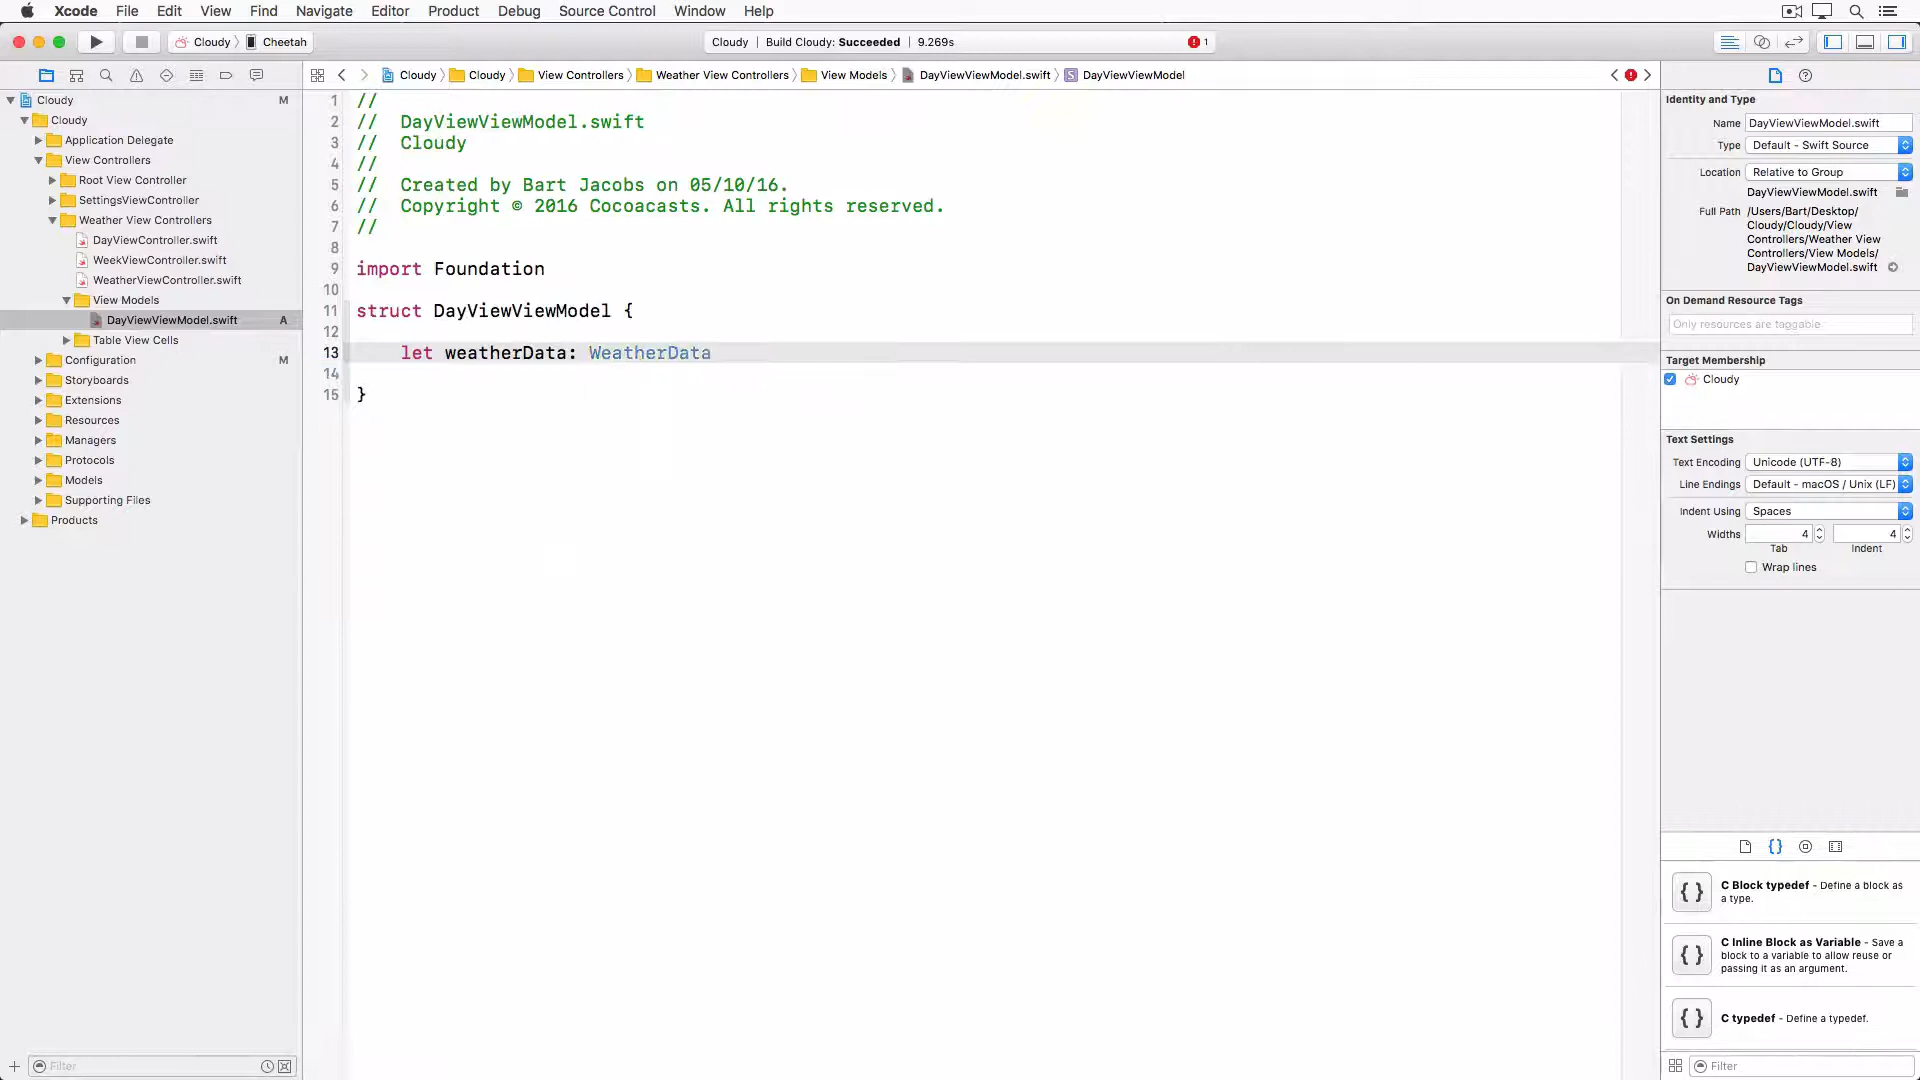 Xcode File Edit View Find Navigate Editor Product Debug Source Control Window Help
Cloudy Cheetah
Cloudy | Build Cloudy: Succeeded | 9.269s 1
Cloudy Cloudy View Controllers Weather View Controllers View Models DayViewViewModel.swift DayViewViewModel
Cloudy M
Cloudy
Application Delegate
View Controllers
Root View Controller
SettingsViewController
Weather View Controllers
DayViewController.swift
WeekViewController.swift
WeatherViewController.swift
View Models
DayViewViewModel.swift A
Table View Cells
Configuration M
Storyboards
Extensions
Resources
Managers
Protocols
Models
Supporting Files
Products
Filter
1 //
2 // DayViewViewModel.swift
3 // Cloudy
4 //
5 // Created by Bart Jacobs on 05/10/16.
6 // Copyright © 2016 Cocoacasts. All rights reserved.
7 //
8
9 import Foundation
10
11 struct DayViewViewModel {
12
13 let weatherData: WeatherData
14
15 }
Identity and Type
Name DayViewViewModel.swift
Type Default - Swift Source
Location Relative to Group
DayViewViewModel.swift
Full Path /Users/Bart/Desktop/
Cloudy/Cloudy/View
Controllers/Weather View
Controllers/View Models/
DayViewViewModel.swift
On Demand Resource Tags
Only resources are taggable
Target Membership
Cloudy
Text Settings
Text Encoding Unicode (UTF-8)
Line Endings Default - macOS / Unix (LF)
Indent Using Spaces
Widths 4 4
Tab Indent
Wrap lines
{} C Block typedef - Define a block as
a type.
{} C Inline Block as Variable - Save a
block to a variable to allow reuse or
passing it as an argument.
{} C typedef - Define a typedef.
Filter